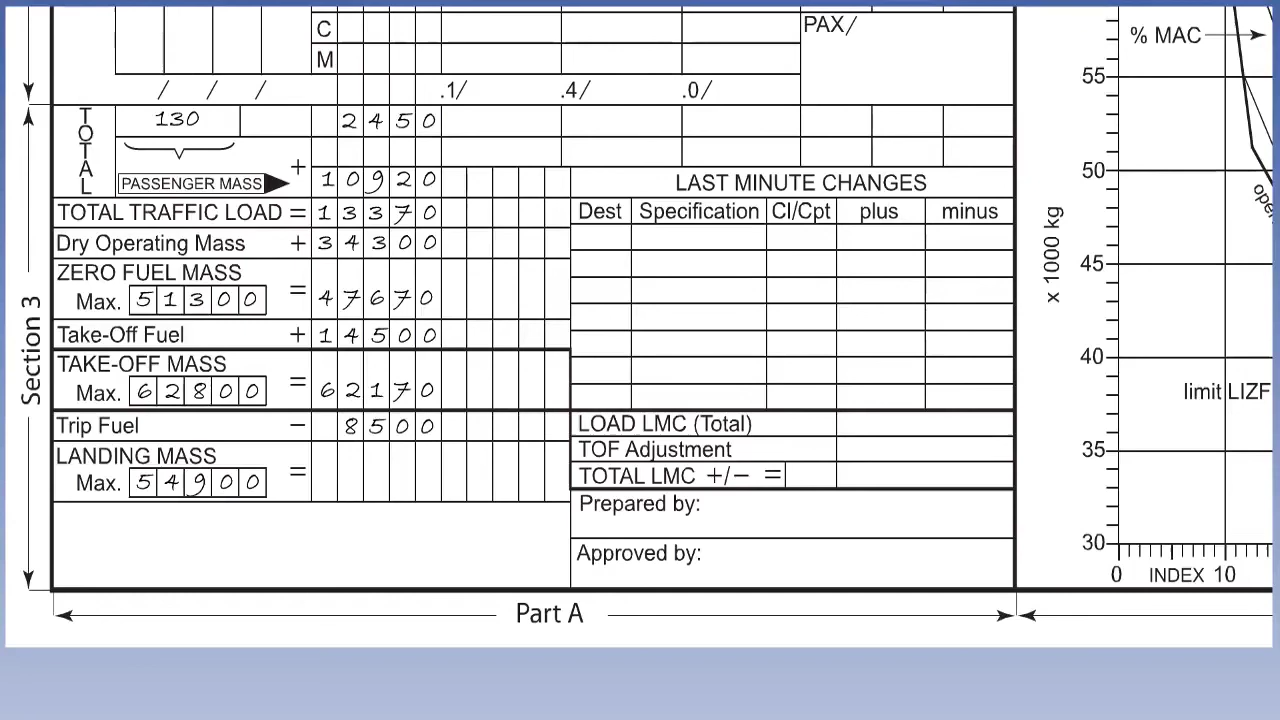 C
PAX/
M
/ / / .1/ .4/ .0/
TOTAL 130 2450
+
PASSENGER MASS 10920
LAST MINUTE CHANGES
TOTAL TRAFFIC LOAD = 13370
Dest Specification Cl/Cpt plus minus
Dry Operating Mass + 34300
ZERO FUEL MASS
Max. 51300 = 47670
Take-Off Fuel + 14500
TAKE-OFF MASS
Max. 62800 = 62170
Trip Fuel − 8500
LOAD LMC (Total)
LANDING MASS
TOF Adjustment
Max. 54900 =
TOTAL LMC +/− =
Prepared by:
Approved by:
Section 3
Part A
% MAC
55
50
45
40
35
30
x 1000 kg
limit LIZF
0 INDEX 10